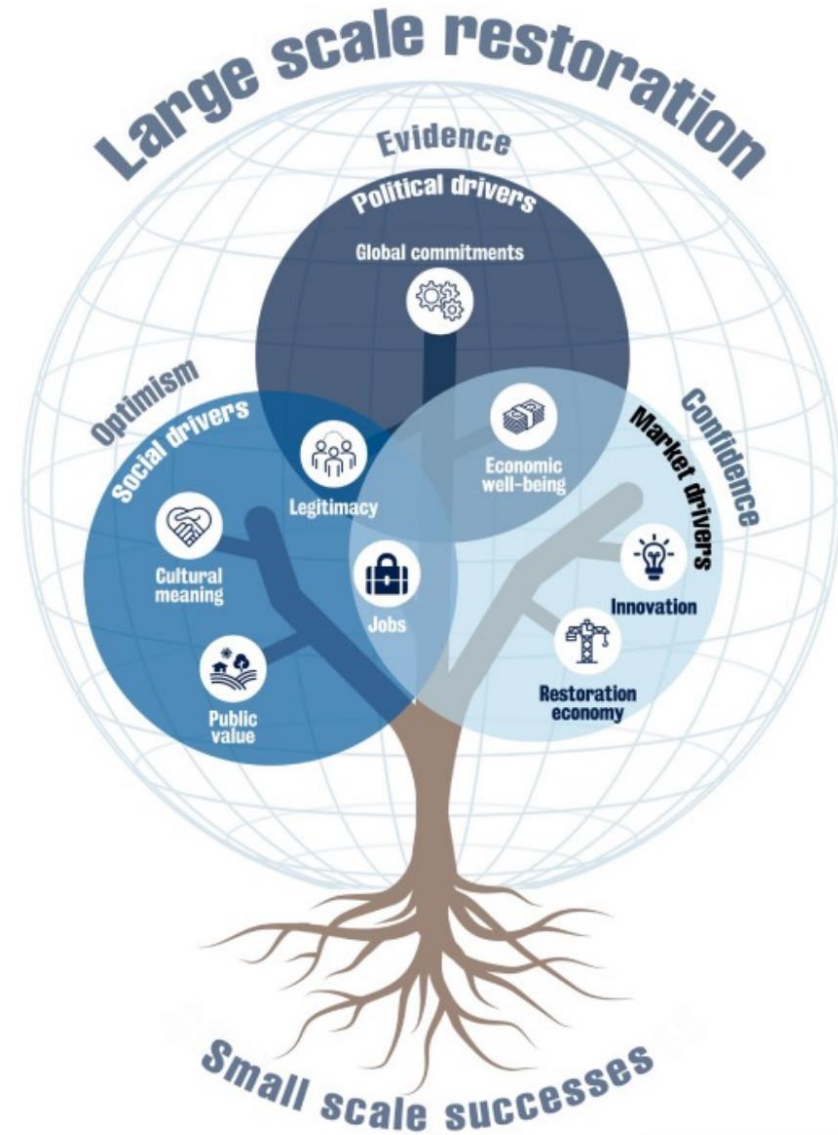 Large scale restoration
Evidence
Political drivers
Global commitments
Optimism
Social drivers
Confidence
Market drivers
Economic
well-being
Legitimacy
Cultural
meaning
Jobs
Innovation
Public
value
Restoration
economy
Small scale successes